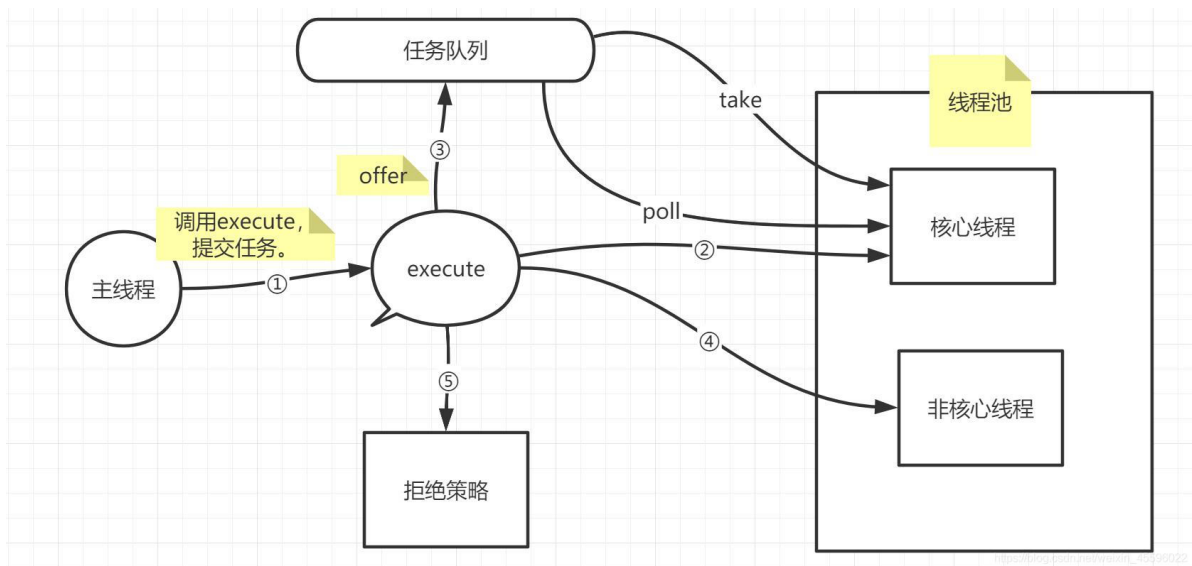 任务队列
take
线程池
③
offer
poll
核心线程
调用execute，
提交任务。
execute
②
主线程
①
④
⑤
非核心线程
拒绝策略